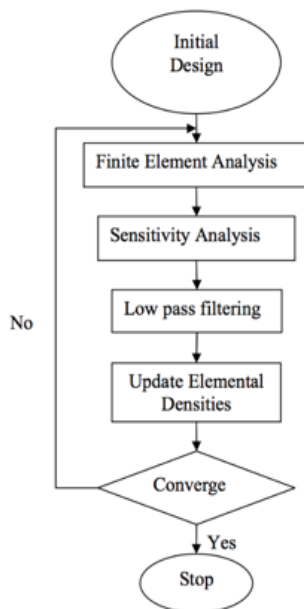 Initial
Design
Finite Element Analysis
Sensitivity Analysis
Low pass filtering
No
Update Elemental
Densities
Converge
Yes
Stop